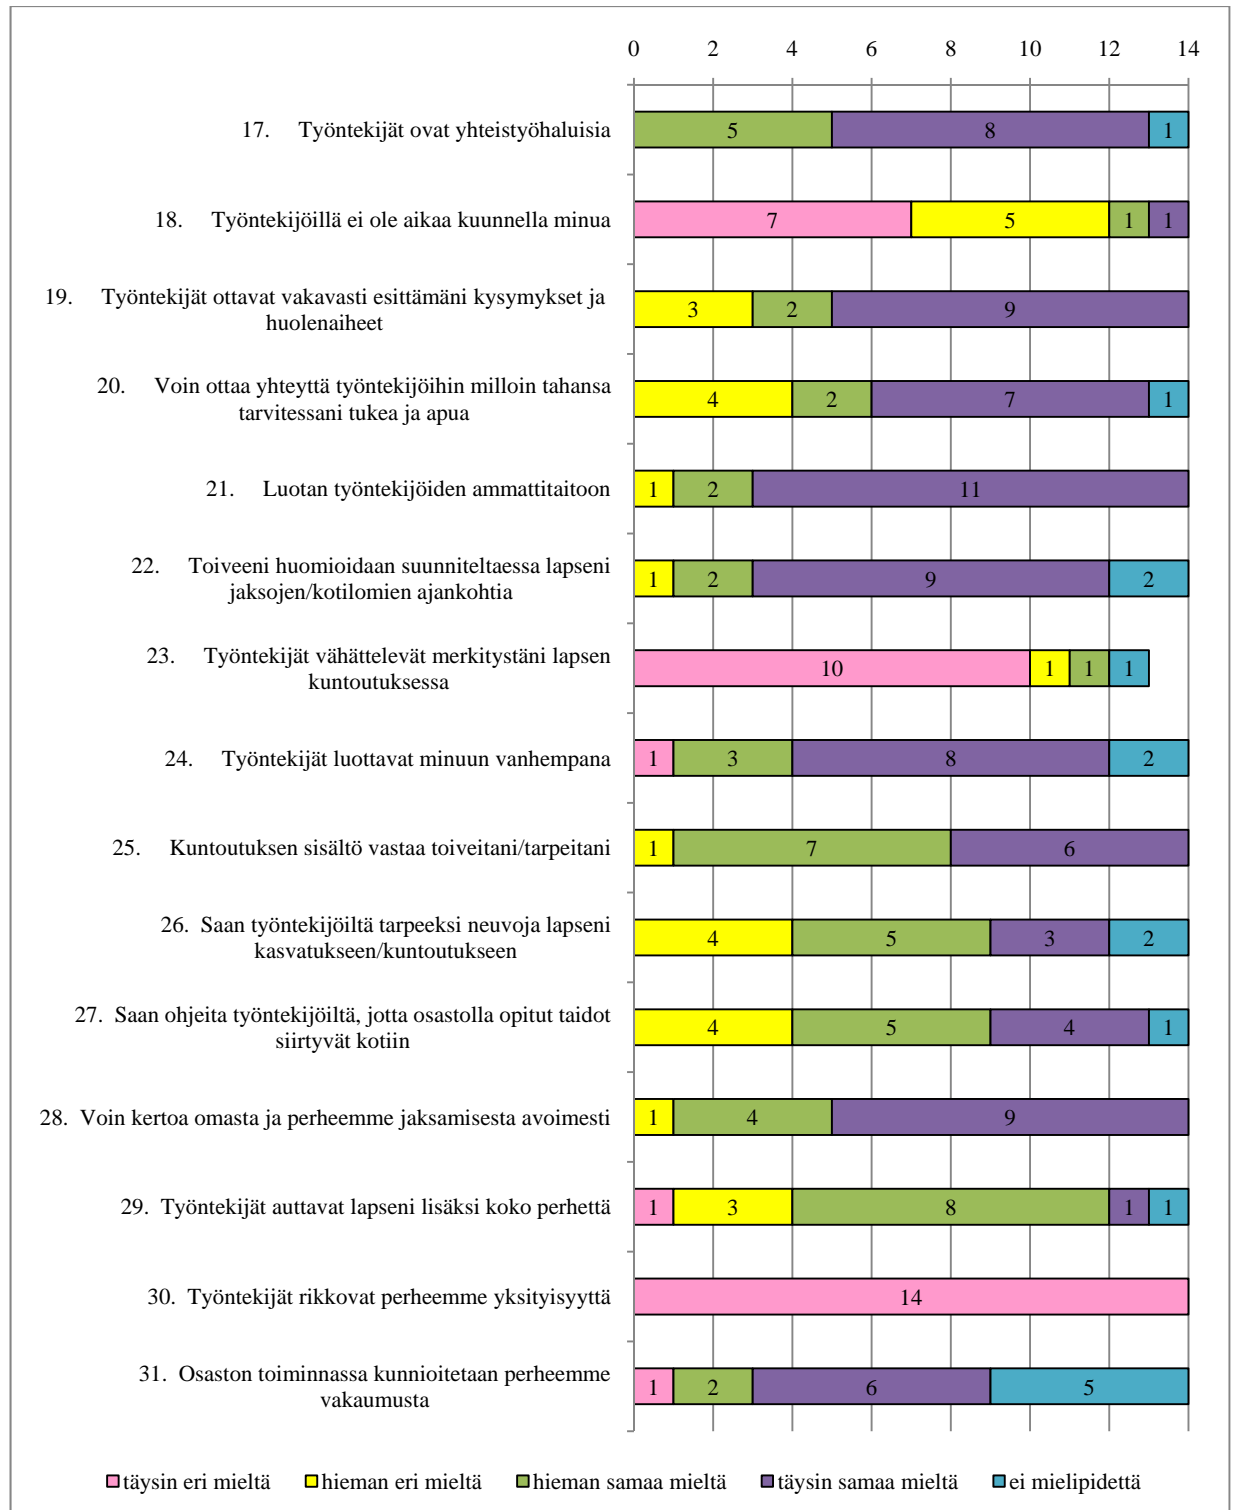 0 2 4 6 8 10 12 14
17. Työntekijät ovat yhteistyöhaluisia
5 8 1
18. Työntekijöillä ei ole aikaa kuunnella minua
7 5 1 1
19. Työntekijät ottavat vakavasti esittämäni kysymykset ja
huolenaiheet
3 2 9
20. Voin ottaa yhteyttä työntekijöihin milloin tahansa
tarvitessani tukea ja apua
4 2 7 1
21. Luotan työntekijöiden ammattitaitoon
1 2 11
22. Toiveeni huomioidaan suunniteltaessa lapseni
jaksojen/kotilomien ajankohtia
1 2 9 2
23. Työntekijät vähättelevät merkitystäni lapsen
kuntoutuksessa
10 1 1 1
24. Työntekijät luottavat minuun vanhempana
1 3 8 2
25. Kuntoutuksen sisältö vastaa toiveitani/tarpeitani
1 7 6
26. Saan työntekijöiltä tarpeeksi neuvoja lapseni
kasvatukseen/kuntoutukseen
4 5 3 2
27. Saan ohjeita työntekijöiltä, jotta osastolla opitut taidot
siirtyvät kotiin
4 5 4 1
28. Voin kertoa omasta ja perheemme jaksamisesta avoimesti
1 4 9
29. Työntekijät auttavat lapseni lisäksi koko perhettä
1 3 8 1 1
30. Työntekijät rikkovat perheemme yksityisyyttä
14
31. Osaston toiminnassa kunnioitetaan perheemme
vakaumusta
1 2 6 5
täysin eri mieltä hieman eri mieltä hieman samaa mieltä täysin samaa mieltä ei mielipidettä